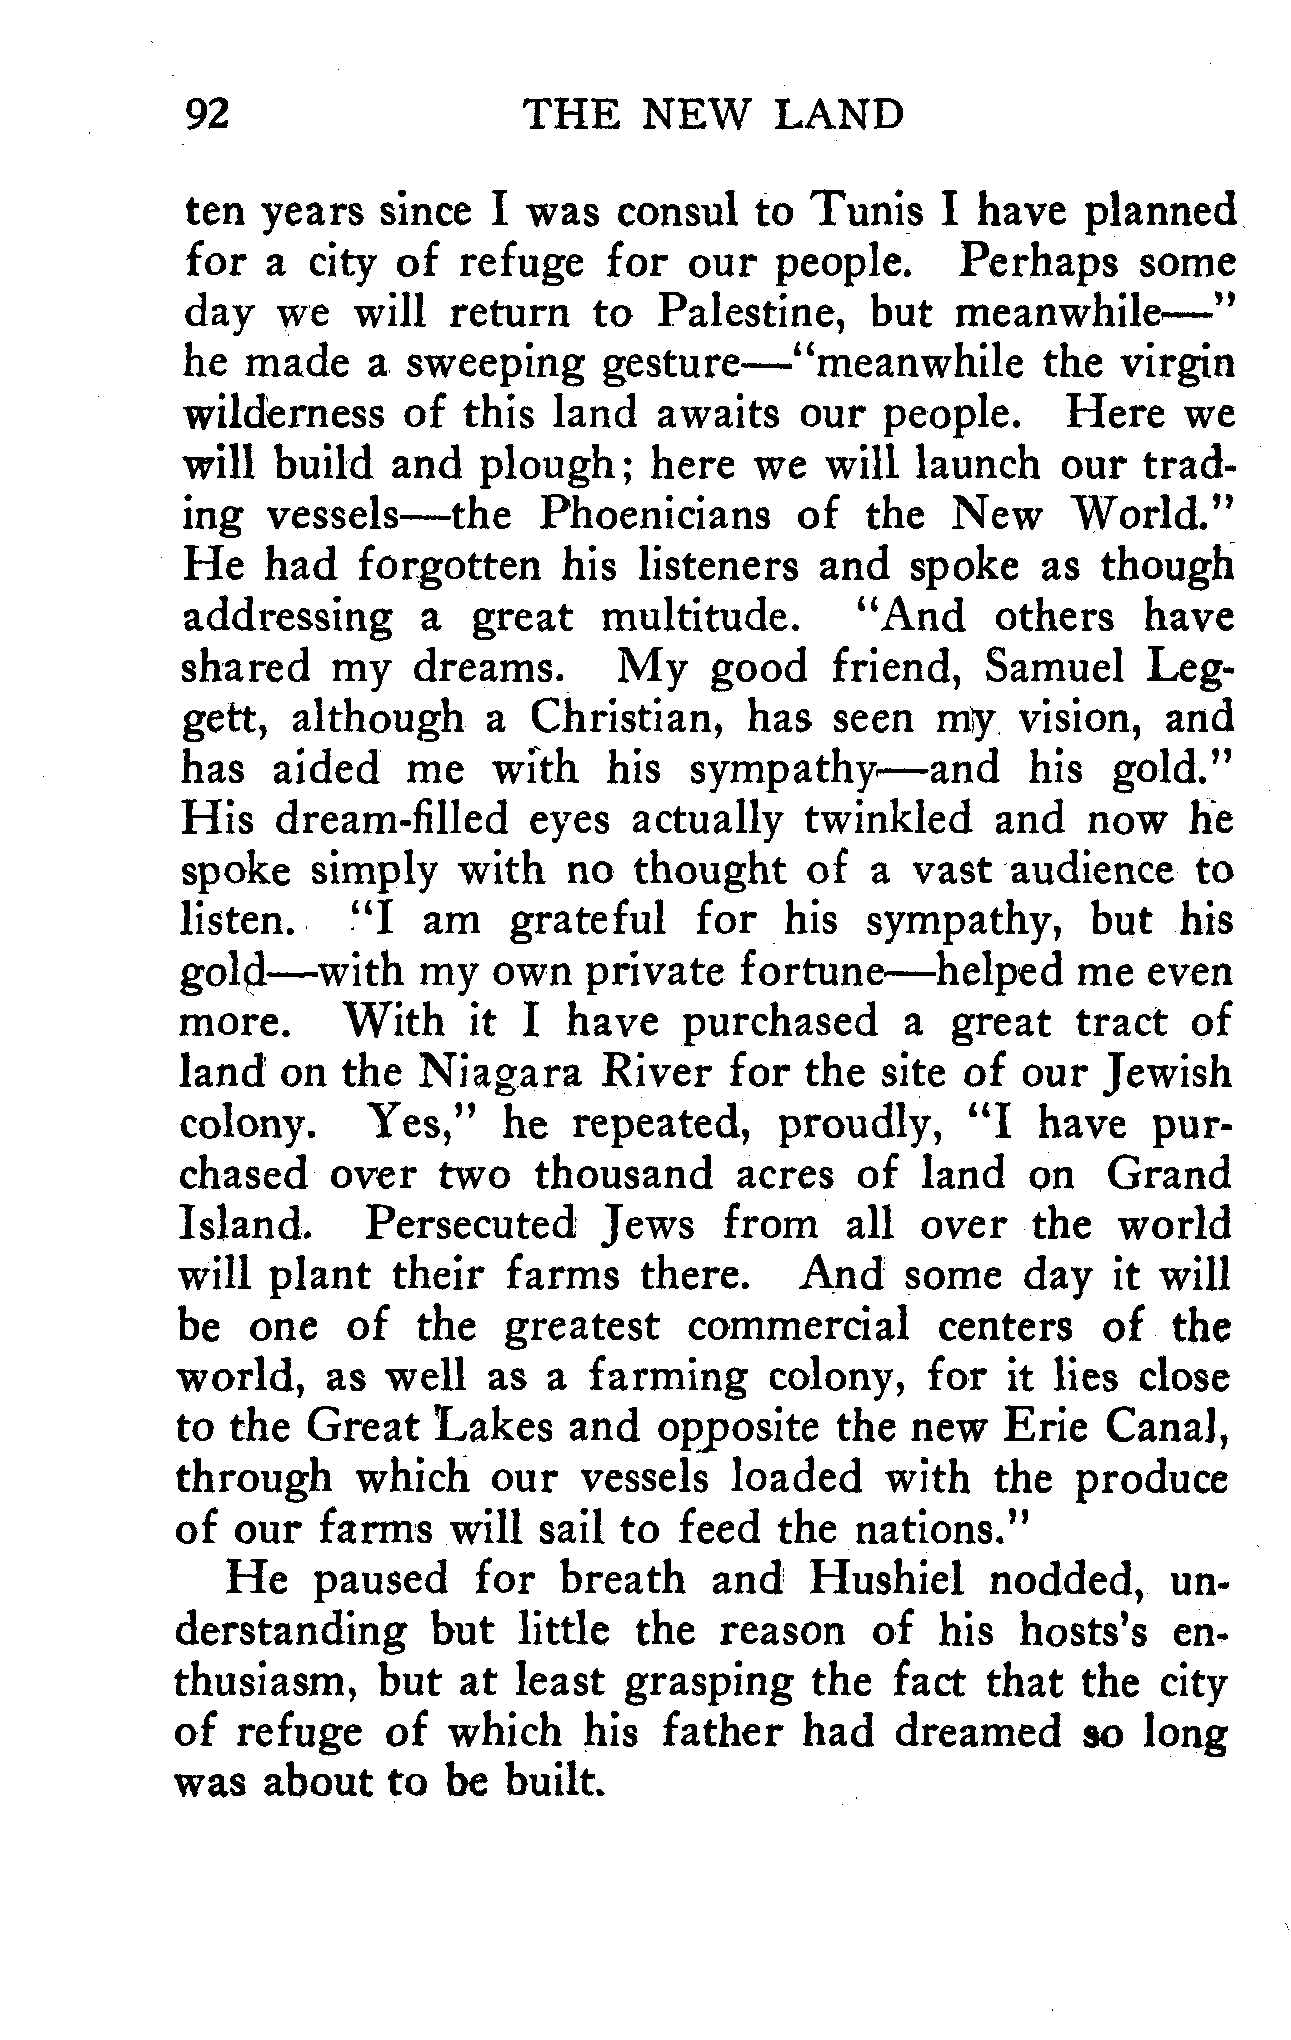 92 THE NEW LAND
ten years since I was consul to Tunis I have planned
for a city of refuge for our people. Perhaps some
day we will return to Palestine, but meanwhile—"
he made a sweeping gesture—"meanwhile the virgin
wilderness of this land awaits our people. Here we
will build and plough; here we will launch our trad-
ing vessels—the Phoenicians of the New World."
He had forgotten his listeners and spoke as though
addressing a great multitude. "And others have
shared my dreams. My good friend, Samuel Leg-
gett, although a Christian, has seen my vision, and
has aided me with his sympathy—and his gold."
His dream-filled eyes actually twinkled and now he
spoke simply with no thought of a vast audience to
listen. "I am grateful for his sympathy, but his
gold—with my own private fortune—helped me even
more. With it I have purchased a great tract of
land on the Niagara River for the site of our Jewish
colony. Yes," he repeated, proudly, "I have pur-
chased over two thousand acres of land on Grand
Island. Persecuted Jews from all over the world
will plant their farms there. And some day it will
be one of the greatest commercial centers of the
world, as well as a farming colony, for it lies close
to the Great Lakes and opposite the new Erie Canal,
through which our vessels loaded with the produce
of our farms will sail to feed the nations."
He paused for breath and Hushiel nodded, un-
derstanding but little the reason of his hosts's en-
thusiasm, but at least grasping the fact that the city
of refuge of which his father had dreamed so long
was about to be built.